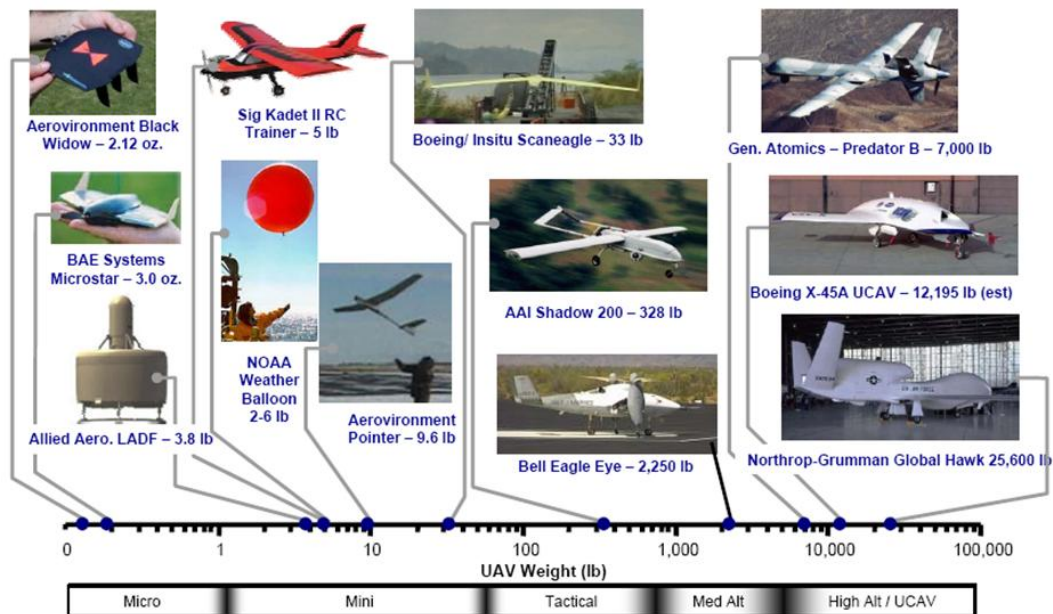 Aerovironment Black
Widow – 2.12 oz.
BAE Systems
Microstar – 3.0 oz.
Allied Aero. LADF – 3.8 lb
Sig Kadet II RC
Trainer – 5 lb
NOAA
Weather
Balloon
2-6 lb
Aerovironment
Pointer – 9.6 lb
Boeing/ Insitu Scaneagle – 33 lb
AAI Shadow 200 – 328 lb
Bell Eagle Eye – 2,250 lb
Gen. Atomics – Predator B – 7,000 lb
Boeing X-45A UCAV – 12,195 lb (est)
Northrop-Grumman Global Hawk 25,600 lb
0 1 10 100 1,000 10,000 100,000
UAV Weight (lb)
Micro Mini Tactical Med Alt High Alt / UCAV